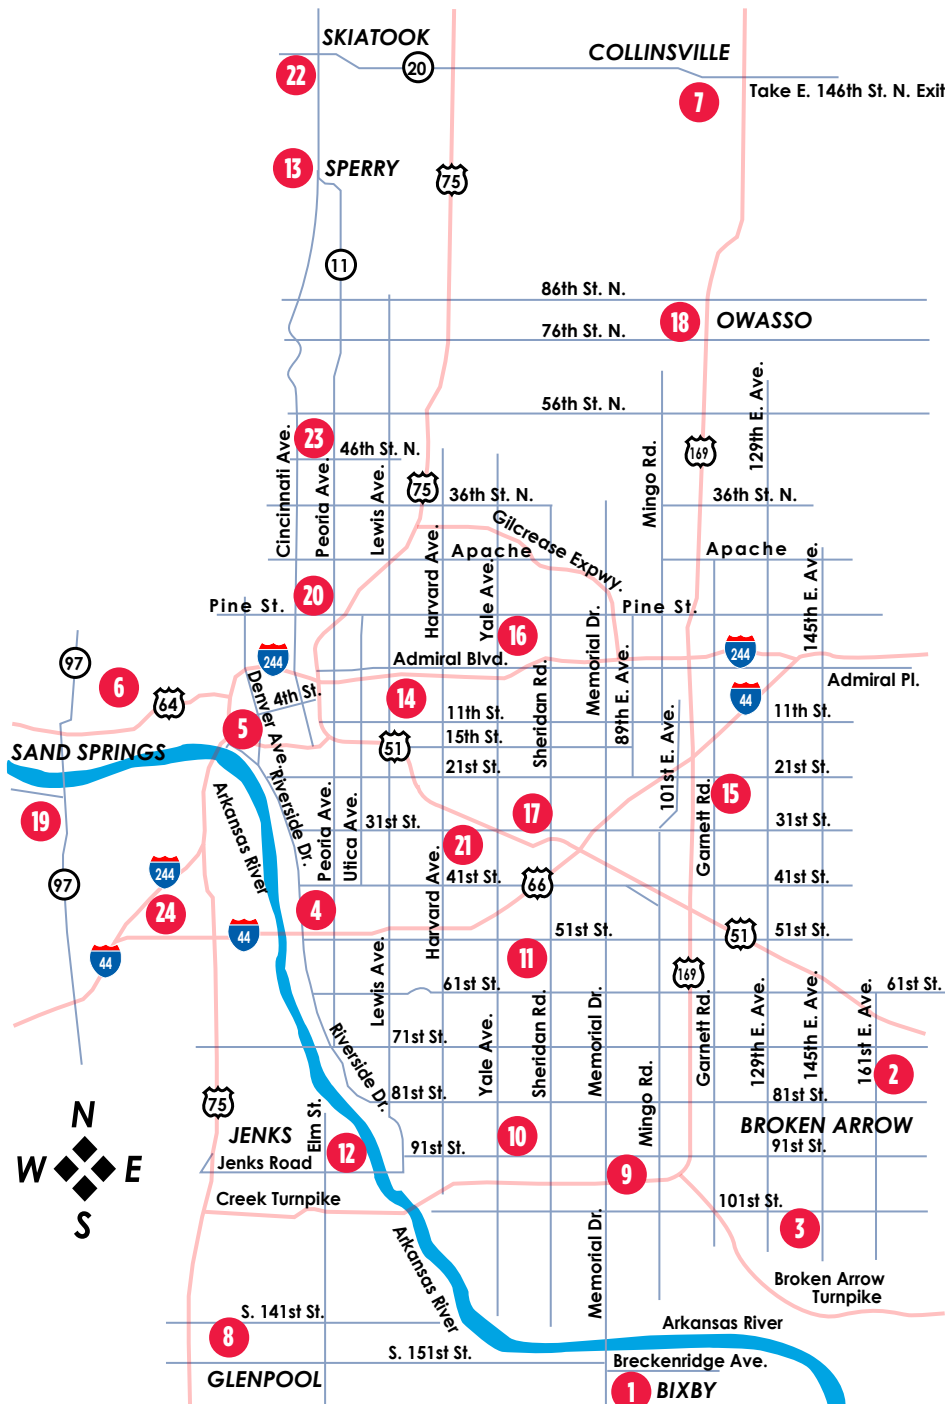 SKIATOOK
COLLINSVILLE
22
20
7
Take E. 146th St. N. Exit
13
SPERRY
75
11
86th St. N.
18
OWASSO
76th St. N.
129th E. Ave.
56th St. N.
Cincinnati Ave.
23
Peoria Ave.
46th St. N.
Lewis Ave.
Mingo Rd.
169
75
36th St. N.
36th St. N.
Gilcrease Expwy.
Harvard Ave.
Apache
Apache
Yale Ave.
145th E. Ave.
20
Pine St.
Pine St.
16
Memorial Dr.
97
244
244
Admiral Blvd.
Sheridan Rd.
89th E. Ave.
Admiral Pl.
6
64
Denver Ave.
4th St.
14
44
101st E. Ave.
11th St.
11th St.
5
15th St.
51
SAND SPRINGS
21st St.
21st St.
15
Garnett Rd.
Arkansas River
Riverside Dr.
Peoria Ave.
Utica Ave.
31st St.
17
31st St.
19
21
Harvard Ave.
244
41st St.
41st St.
97
66
24
4
44
44
51st St.
51
51st St.
11
Lewis Ave.
169
61st St.
61st St.
Yale Ave.
Sheridan Rd.
Memorial Dr.
Garnett Rd.
129th E. Ave.
145th E. Ave.
161st E. Ave.
71st St.
Riverside Dr.
Mingo Rd.
2
75
81st St.
81st St.
N
W
E
S
JENKS
Elm St.
12
10
BROKEN ARROW
91st St.
91st St.
Jenks Road
9
Creek Turnpike
101st St.
3
Arkansas River
Memorial Dr.
Broken Arrow
Turnpike
S. 141st St.
8
Arkansas River
S. 151st St.
Breckenridge Ave.
GLENPOOL
1
BIXBY